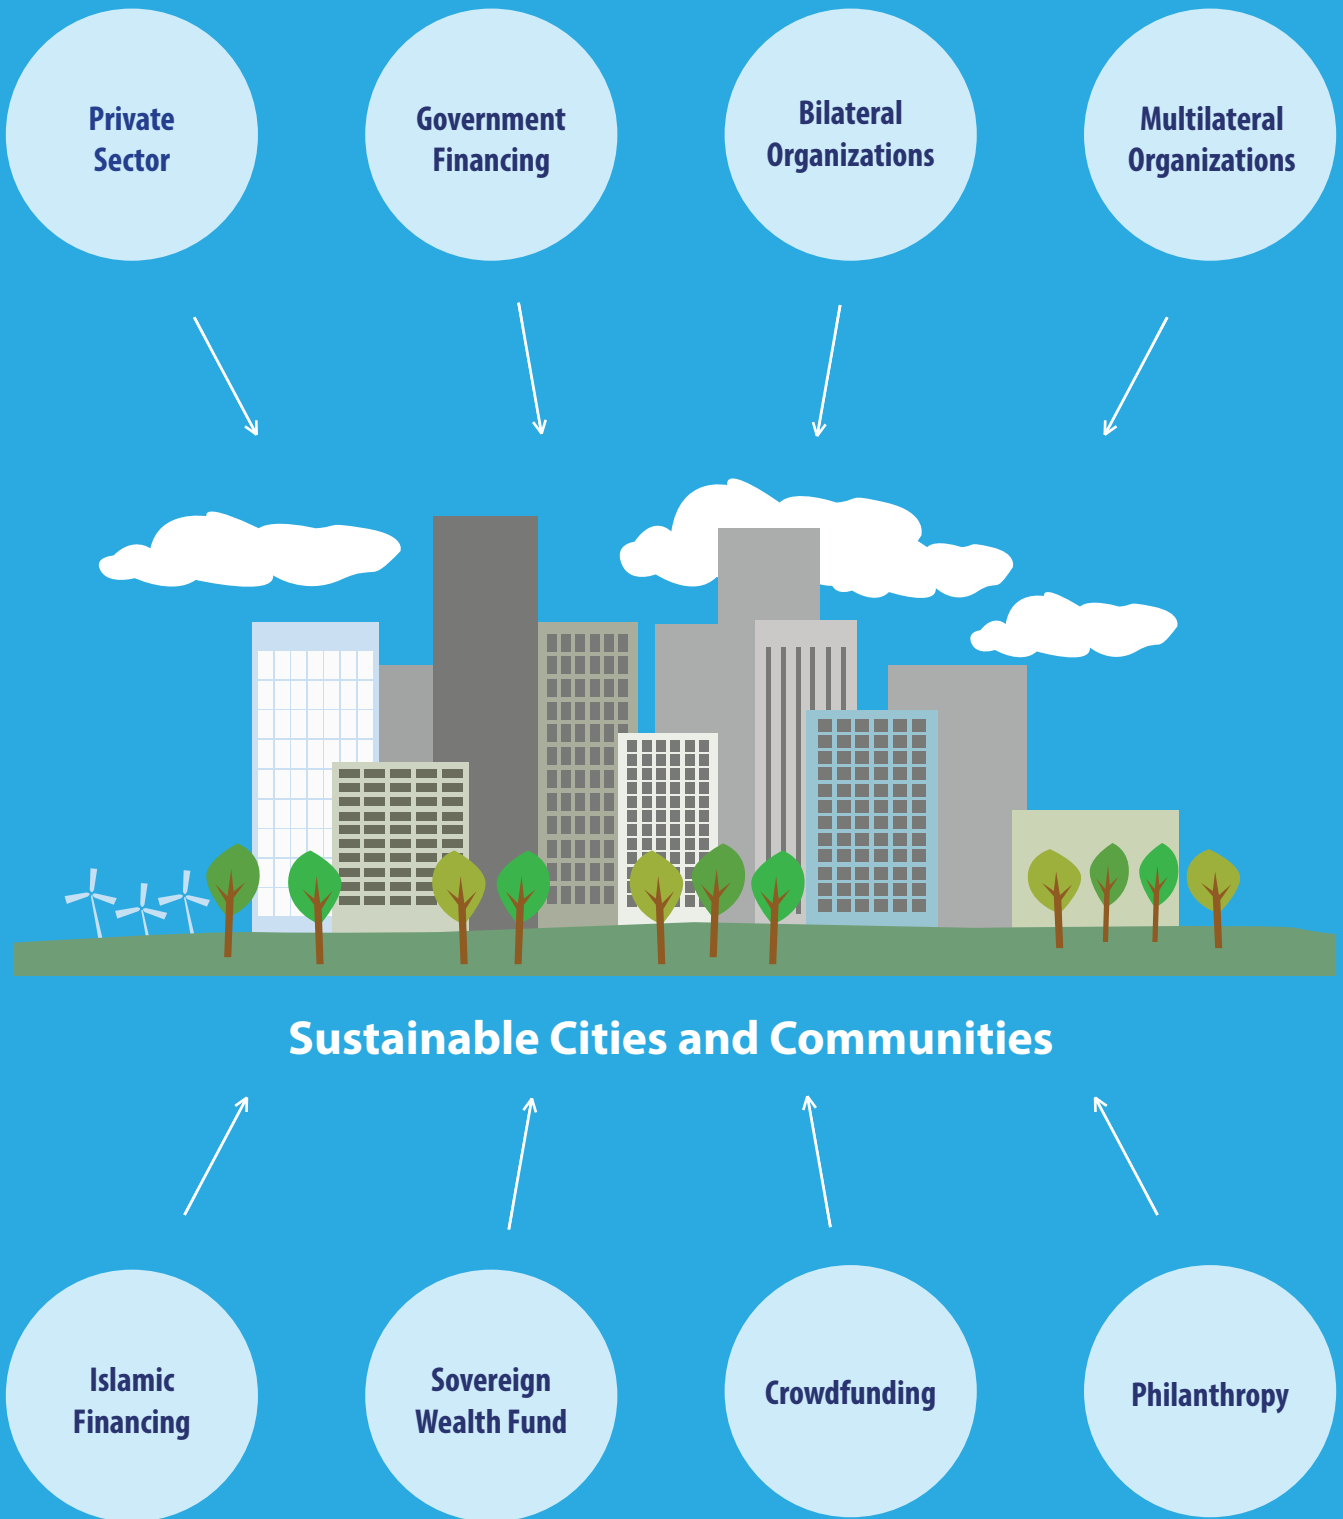 Private
Sector
Government
Financing
Bilateral
Organizations
Multilateral
Organizations
Sustainable Cities and Communities
Islamic
Financing
Sovereign
Wealth Fund
Crowdfunding
Philanthropy